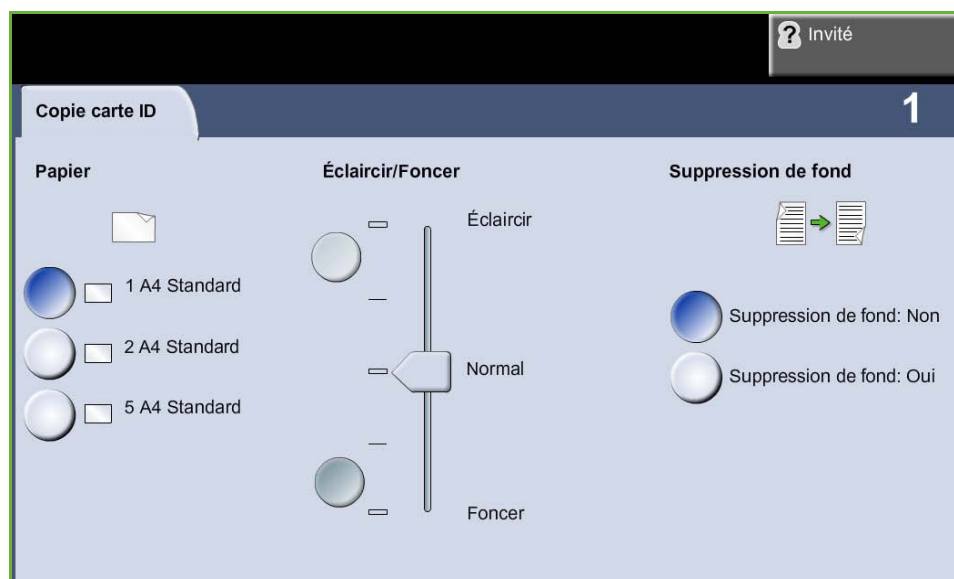 ? Invité
Copie carte ID
1
Papier
Éclaircir/Foncer
Suppression de fond
Éclaircir
1 A4 Standard
2 A4 Standard
5 A4 Standard
Normal
Foncer
Suppression de fond: Non
Suppression de fond: Oui